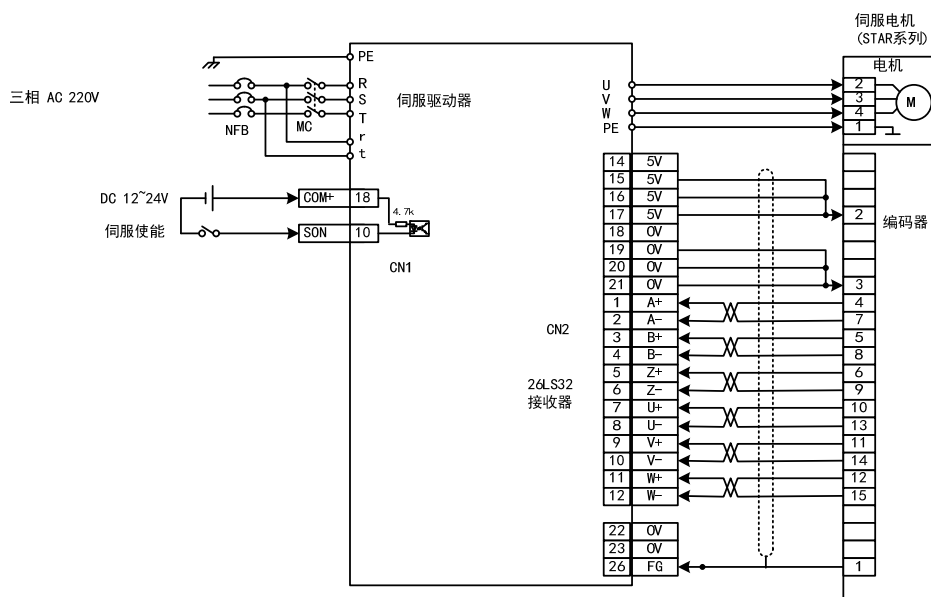 伺服电机
(STAR系列)
电机
PE
三相 AC 220V
R
S
T
r
t
NFB
MC
伺服驱动器
U
V
W
PE
2
3
4
1
M
DC 12~24V
COM+ 18
4.7k
伺服使能
SON 10
CN1
CN2
26LS32
接收器
14 5V
15 5V
16 5V
17 5V
18 0V
19 0V
20 0V
21 0V
1 A+
2 A-
3 B+
4 B-
5 Z+
6 Z-
7 U+
8 U-
9 V+
10 V-
11 W+
12 W-
22 0V
23 0V
26 FG
编码器
2
3
4
7
5
8
6
9
10
13
11
14
12
15
1